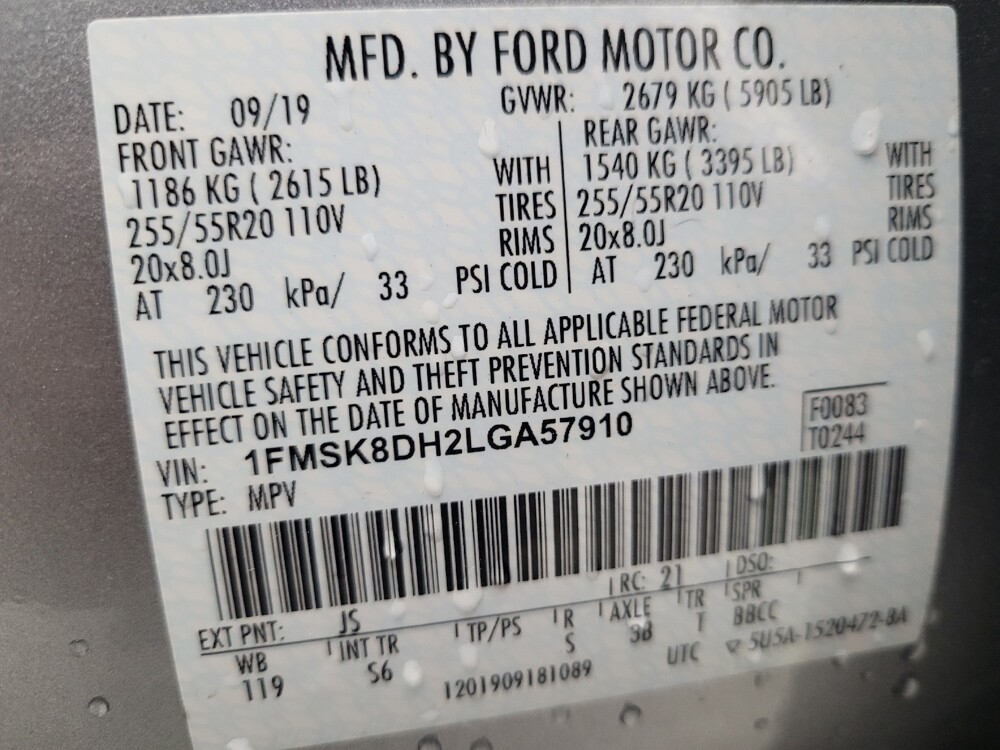 MFD. BY FORD MOTOR CO.
DATE: 09/19 GVWR: 2679 KG ( 5905 LB)
FRONT GAWR: REAR GAWR:
1186 KG ( 2615 LB) WITH 1540 KG ( 3395 LB) WITH
255/55R20 110V TIRES 255/55R20 110V TIRES
20x8.0J RIMS 20x8.0J RIMS
AT 230 kPa/ 33 PSI COLD AT 230 kPa/ 33 PSI COLD
THIS VEHICLE CONFORMS TO ALL APPLICABLE FEDERAL MOTOR
VEHICLE SAFETY AND THEFT PREVENTION STANDARDS IN
EFFECT ON THE DATE OF MANUFACTURE SHOWN ABOVE.
VIN: 1FMSK8DH2LGA57910 F0083
TYPE: MPV T0244
EXT PNT: JS RC: 21 DSO:
WB INT TR TP/PS R AXLE TR SPR
119 S6 S 3B T BBCC
1201909181089 UTC 5U5A-1520472-BA